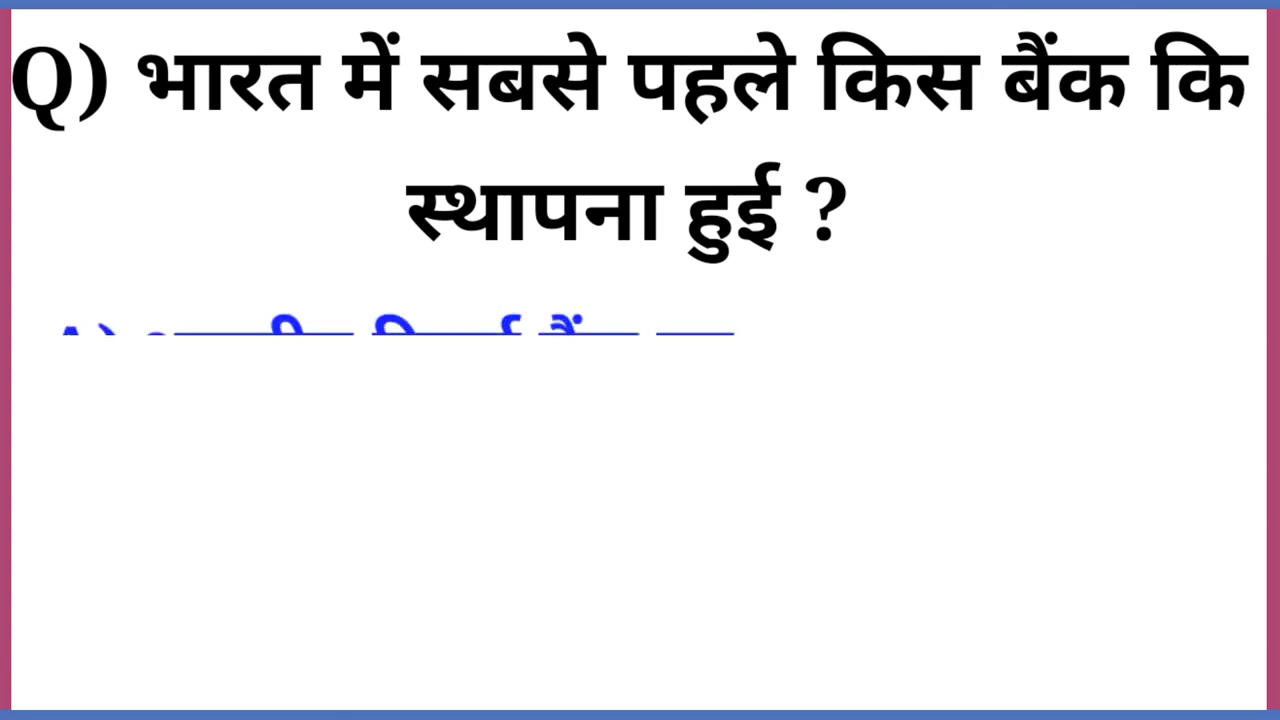 Q) भारत में सबसे पहले किस बैंक कि
स्थापना हुई ?